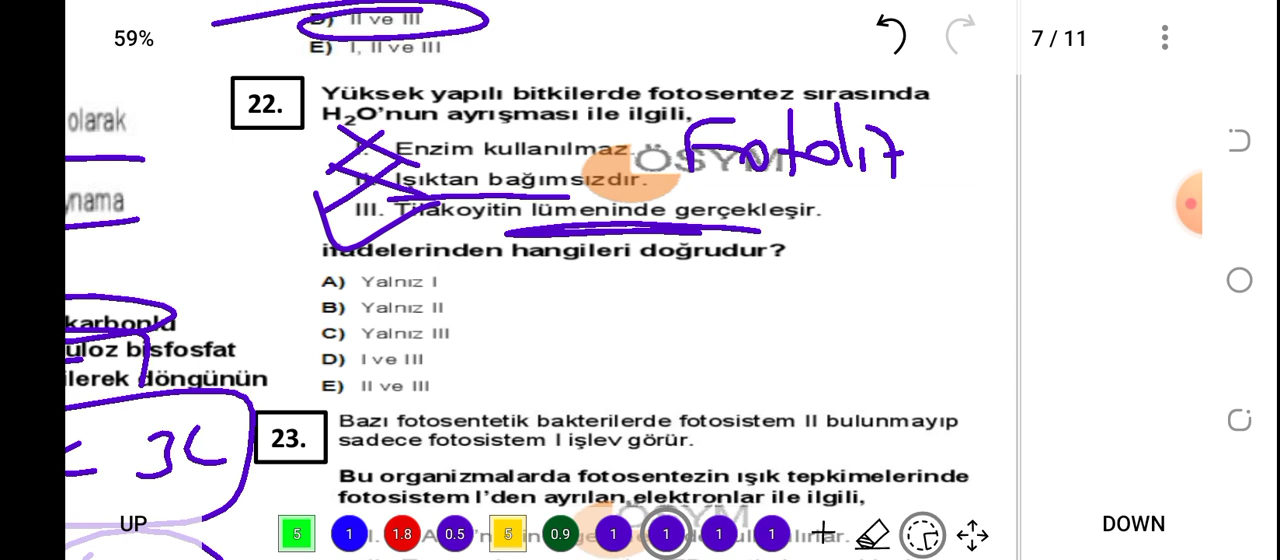 D) II ve III
59%
E) I, II ve III
7 / 11
22.
Yüksek yapılı bitkilerde fotosentez sırasında
H₂O'nun ayrışması ile ilgili,
olarak
Fotoliz
I. Enzim kullanılmaz
ÖSYM
II. Işıktan bağımsızdır.
ynama
III. Tilakoyitin lümeninde gerçekleşir.
ifadelerinden hangileri doğrudur?
A) Yalnız I
B) Yalnız II
karbonlu
C) Yalnız III
uloz bisfosfat
D) I ve III
ilerek döngünün
E) II ve III
23.
Bazı fotosentetik bakterilerde fotosistem II bulunmayıp
sadece fotosistem I işlev görür.
Bu organizmalarda fotosentezin ışık tepkimelerinde
fotosistem I'den ayrılan elektronlar ile ilgili,
ÖSYM
UP
5 1 1.8 0.5 5 0.9 1 1 1 1
DOWN